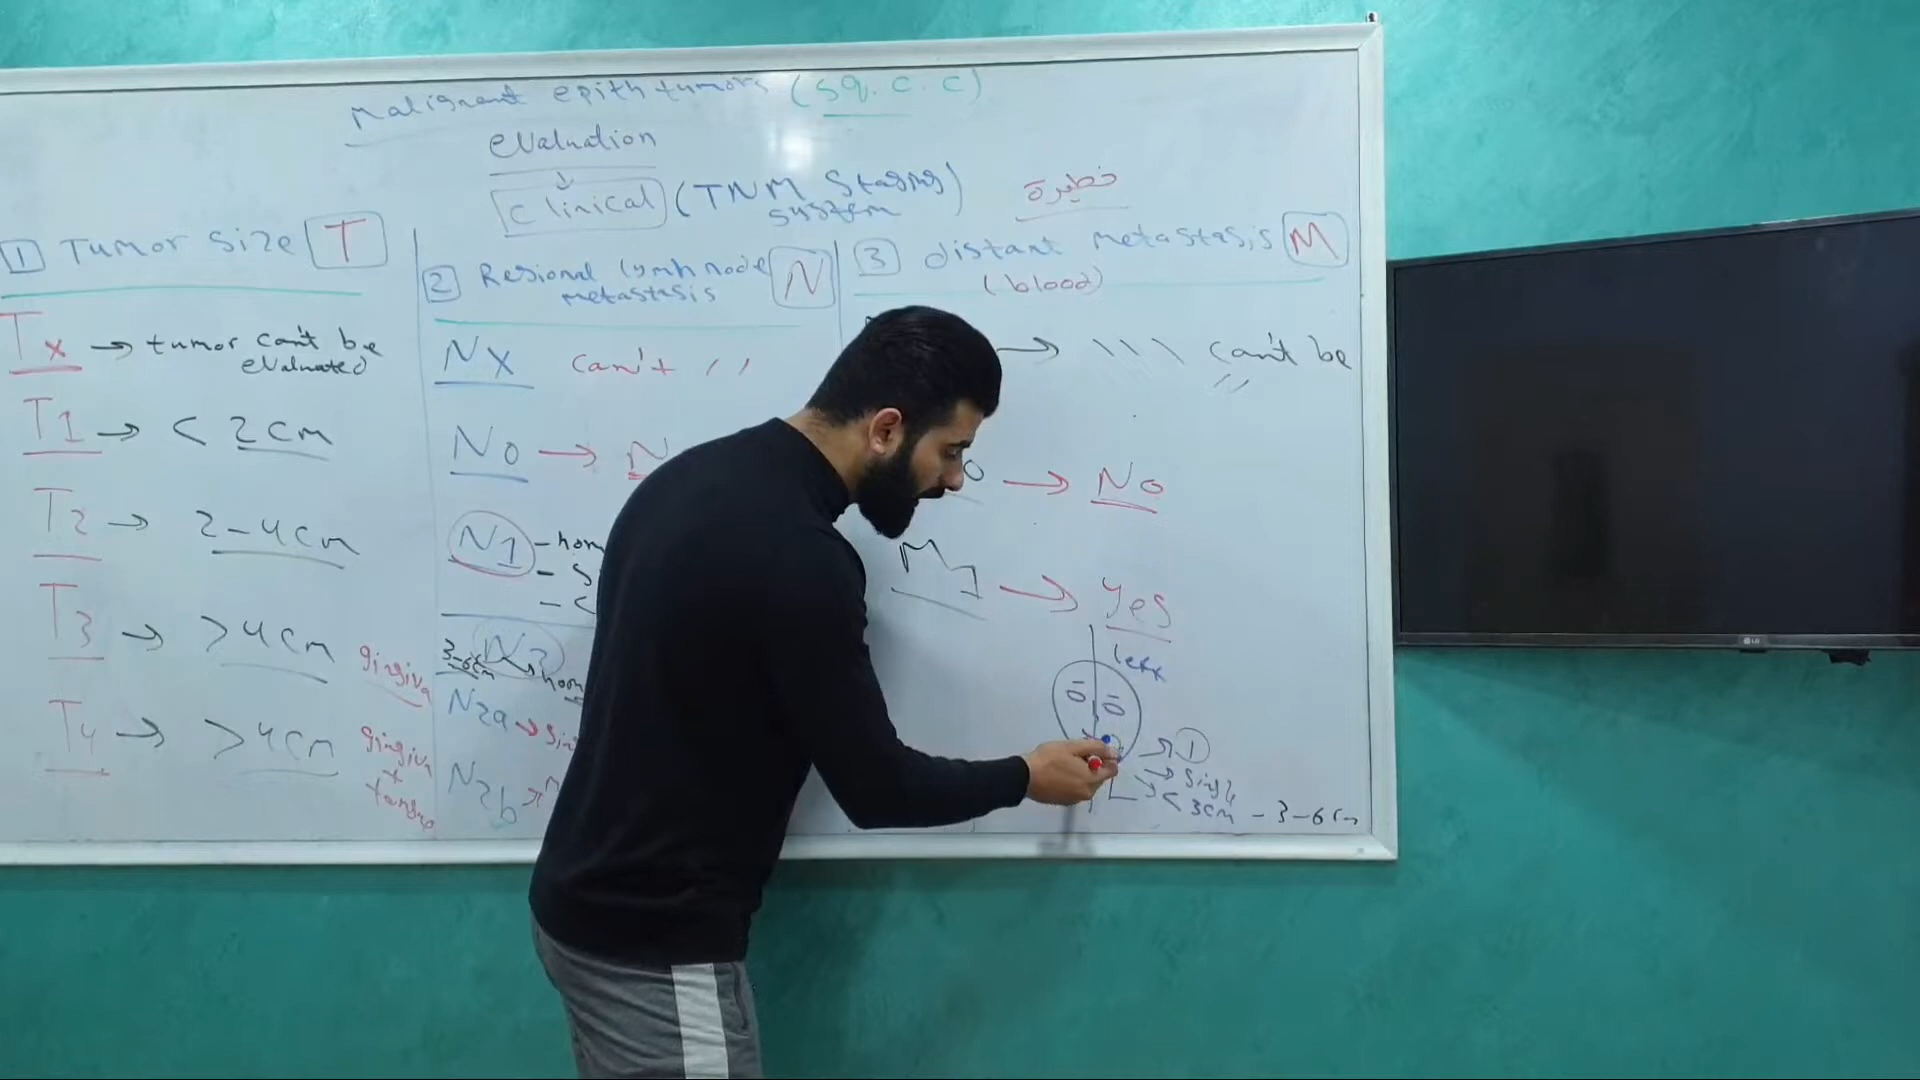 malignant epith tumors (sq. c. c)
evaluation
clinical (TNM Staging system)
خطيرة
1 Tumor size T
Tx → tumor can't be evaluated
T1 → < 2cm
T2 → 2-4cm
T3 → >4cm gingiva
T4 → >4cm gingiva +
2 Regional lymh node metastasis N
NX can't //
No → N
N1 - hom
- S
- <
3-6cm N2 hom
N2a → sin
N2b →
3 distant metastasis M
(blood)
→ \\\ can't be //
o → No
M1 → yes
left
→ 1
→ single
→ < 3cm - 3-6cm
LG